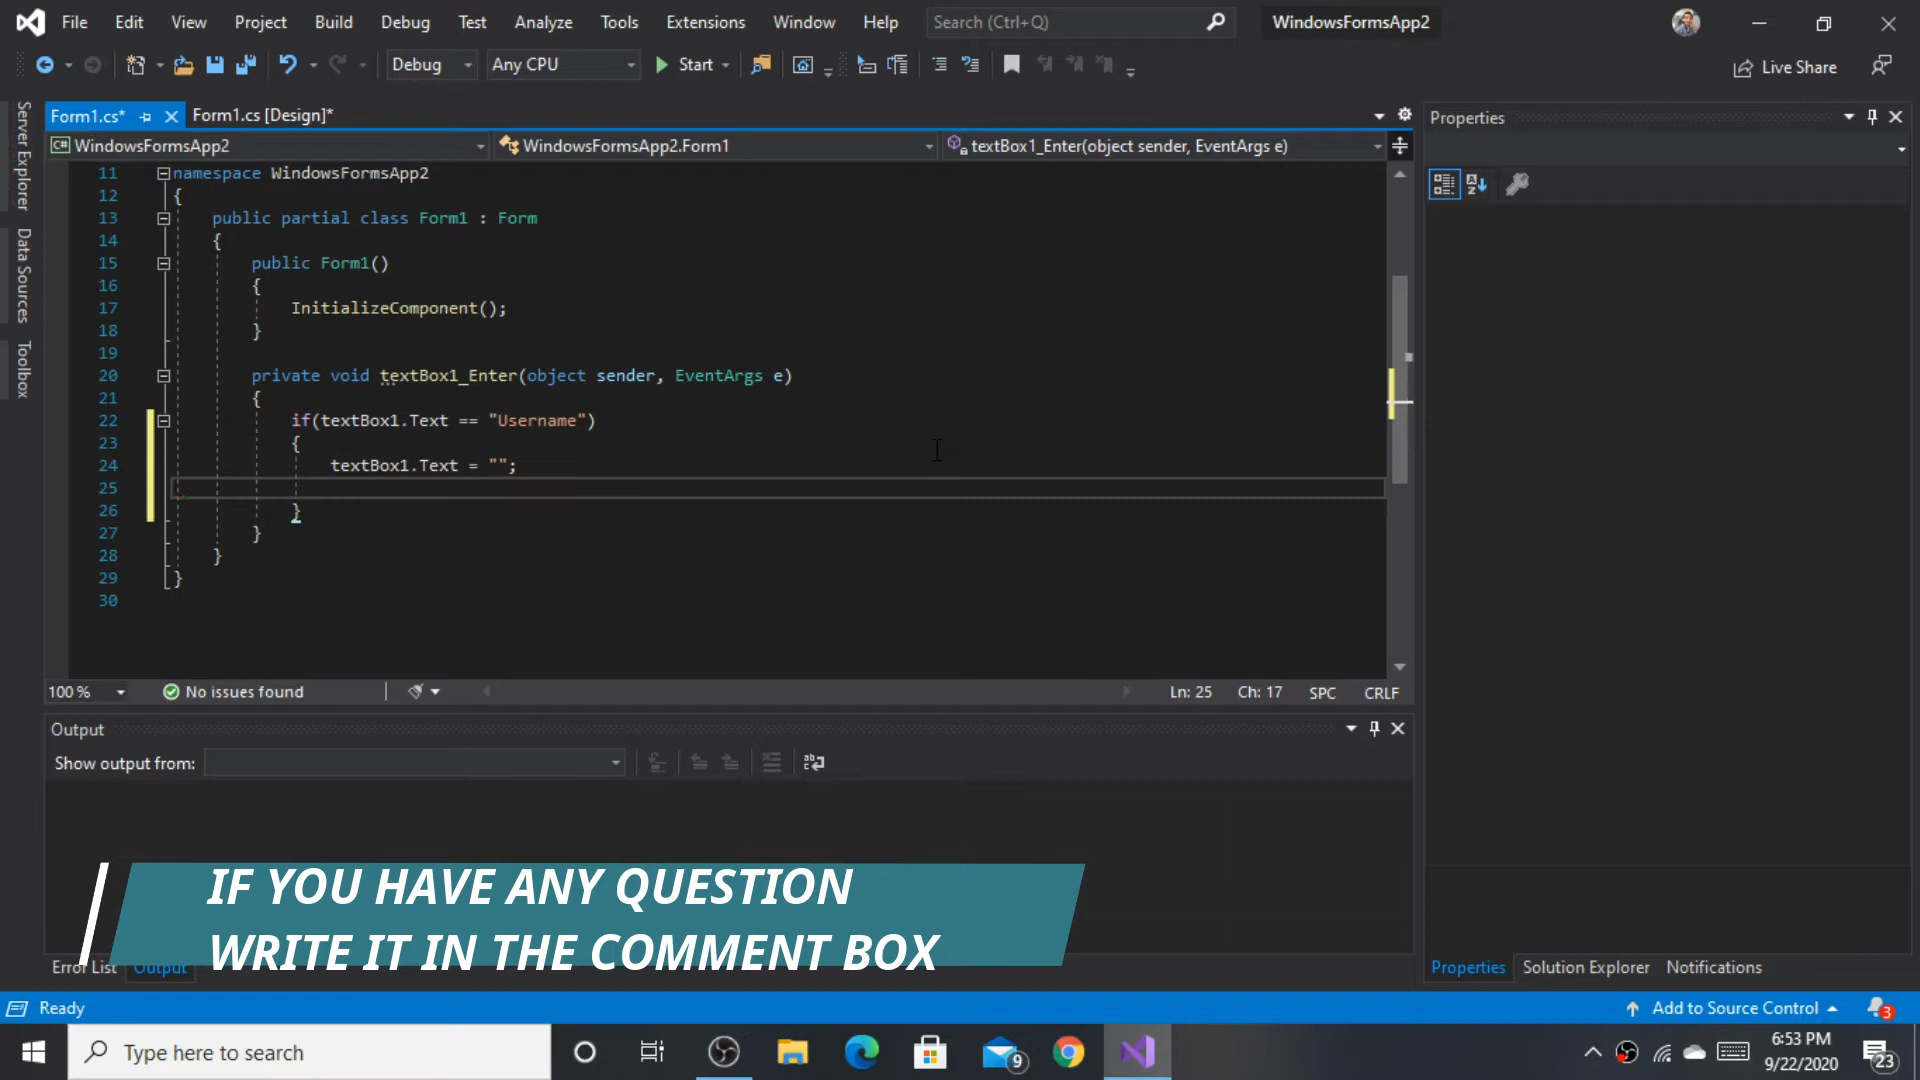 File Edit View Project Build Debug Test Analyze Tools Extensions Window Help Search (Ctrl+Q) WindowsFormsApp2
Debug Any CPU Start Live Share
Server Explorer
Data Sources
Toolbox
Form1.cs* Form1.cs [Design]*
C# WindowsFormsApp2 WindowsFormsApp2.Form1 textBox1_Enter(object sender, EventArgs e)
11 namespace WindowsFormsApp2
12 {
13 public partial class Form1 : Form
14 {
15 public Form1()
16 {
17 InitializeComponent();
18 }
19
20 private void textBox1_Enter(object sender, EventArgs e)
21 {
22 if(textBox1.Text == "Username")
23 {
24 textBox1.Text = "";
25
26 }
27 }
28 }
29 }
30
100 % No issues found Ln: 25 Ch: 17 SPC CRLF
Output
Show output from:
Properties
IF YOU HAVE ANY QUESTION
WRITE IT IN THE COMMENT BOX
Error List Output
Properties Solution Explorer Notifications
Ready Add to Source Control 3
Type here to search 9 6:53 PM
9/22/2020 23